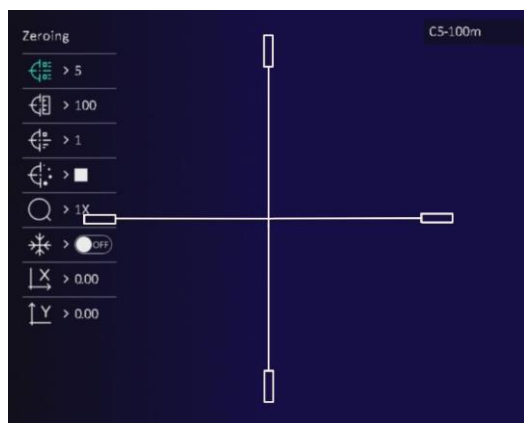 Zeroing
C5-100m
> 5
> 100
> 1
>
> 1X
> OFF
X > 0.00
Y > 0.00